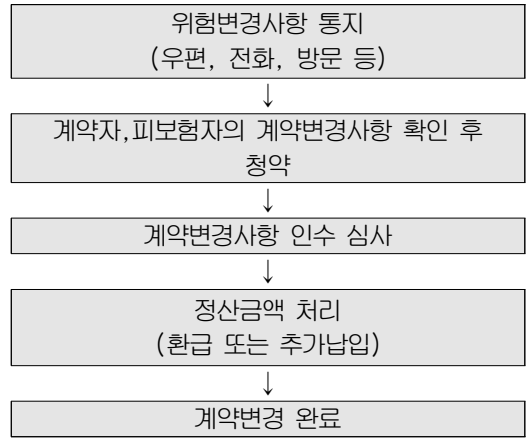 위험변경사항 통지
(우편, 전화, 방문 등)
↓
계약자,피보험자의 계약변경사항 확인 후
청약
↓
계약변경사항 인수 심사
↓
정산금액 처리
(환급 또는 추가납입)
↓
계약변경 완료